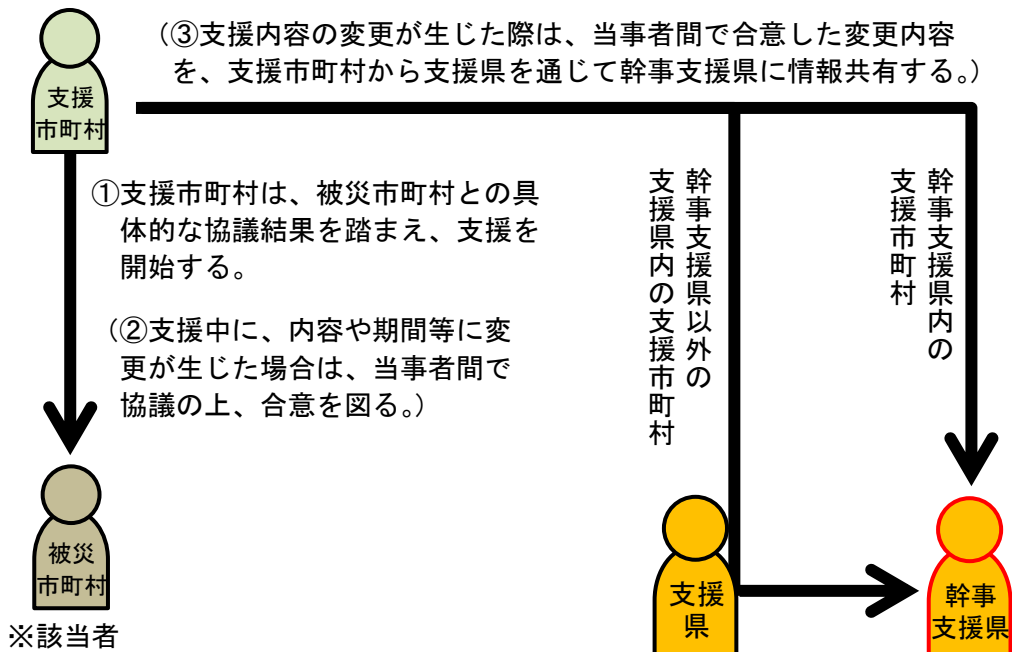 （③支援内容の変更が生じた際は、当事者間で合意した変更内容
を、支援市町村から支援県を通じて幹事支援県に情報共有する。）
支援
市町村
①支援市町村は、被災市町村との具
体的な協議結果を踏まえ、支援を
開始する。
（②支援中に、内容や期間等に変
更が生じた場合は、当事者間で
協議の上、合意を図る。）
幹事支援県以外の
支援県内の支援市町村
幹事支援県内の
支援市町村
被災
市町村
※該当者
支援
県
幹事
支援県